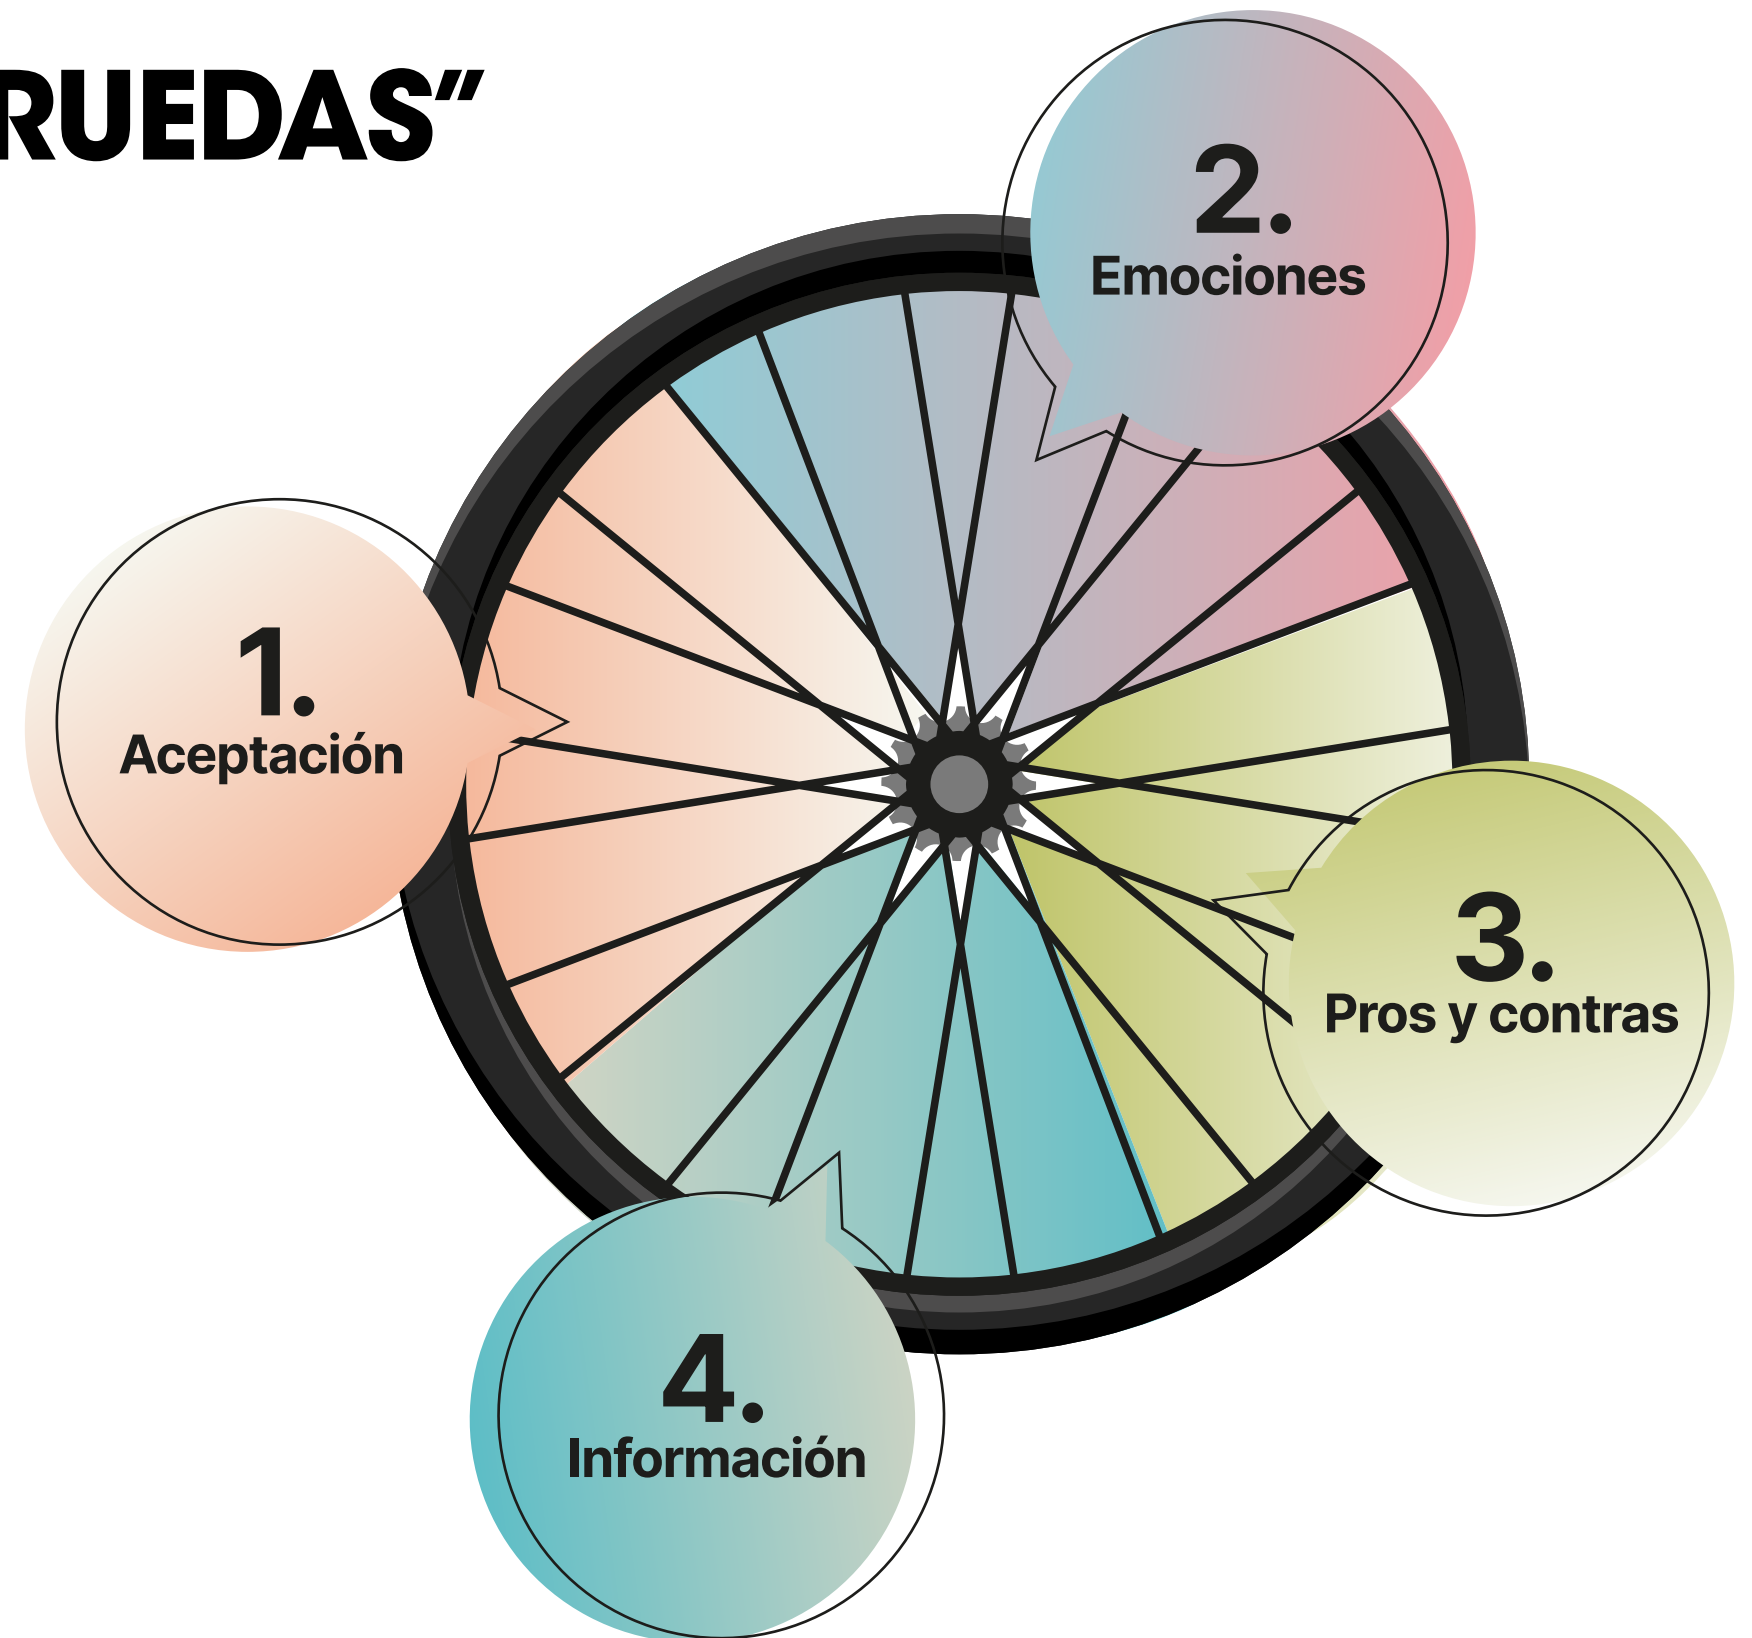 RUEDAS"
2.
Emociones
1.
Aceptación
3.
Pros y contras
4.
Información